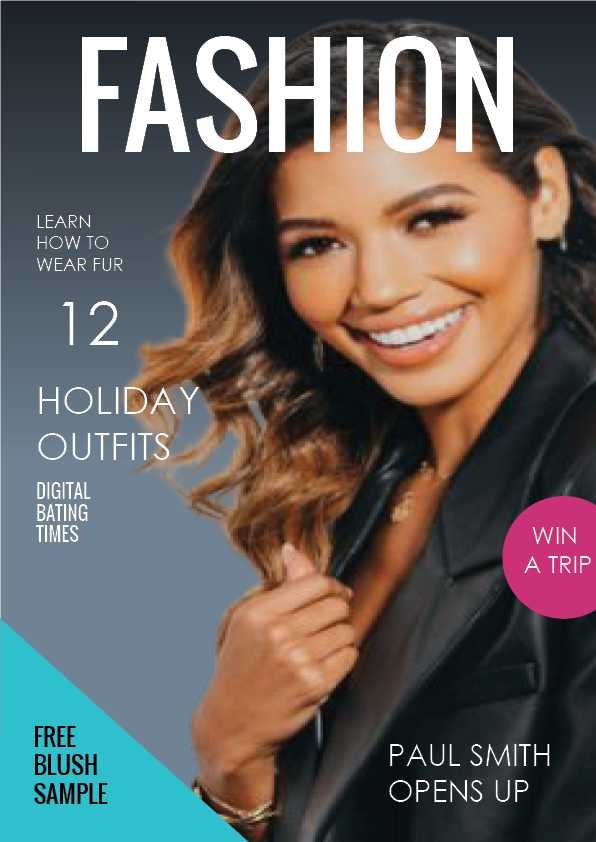 FASHION
LEARN
HOW TO
WEAR FUR
12
HOLIDAY
OUTFITS
DIGITAL
BATING
TIMES
WIN
A TRIP
FREE
BLUSH
SAMPLE
PAUL SMITH
OPENS UP